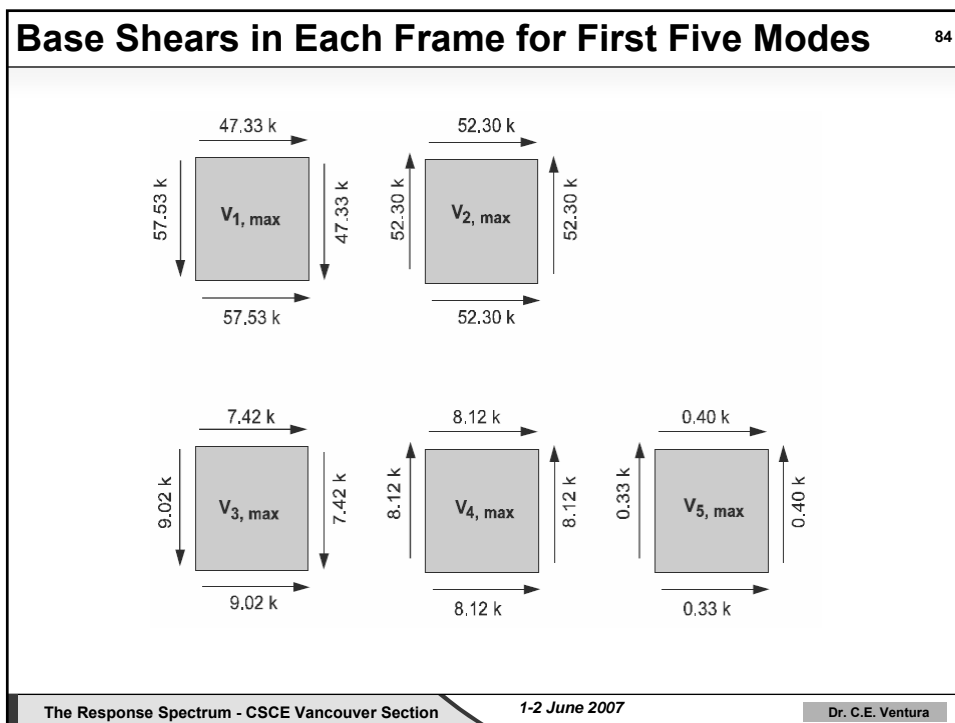 Base Shears in Each Frame for First Five Modes
84
47.33 k
57.53 k
V1, max
47.33 k
57.53 k
52.30 k
52.30 k
V2, max
52.30 k
52.30 k
7.42 k
9.02 k
V3, max
7.42 k
9.02 k
8.12 k
8.12 k
V4, max
8.12 k
8.12 k
0.40 k
0.33 k
V5, max
0.40 k
0.33 k
The Response Spectrum - CSCE Vancouver Section
1-2 June 2007
Dr. C.E. Ventura